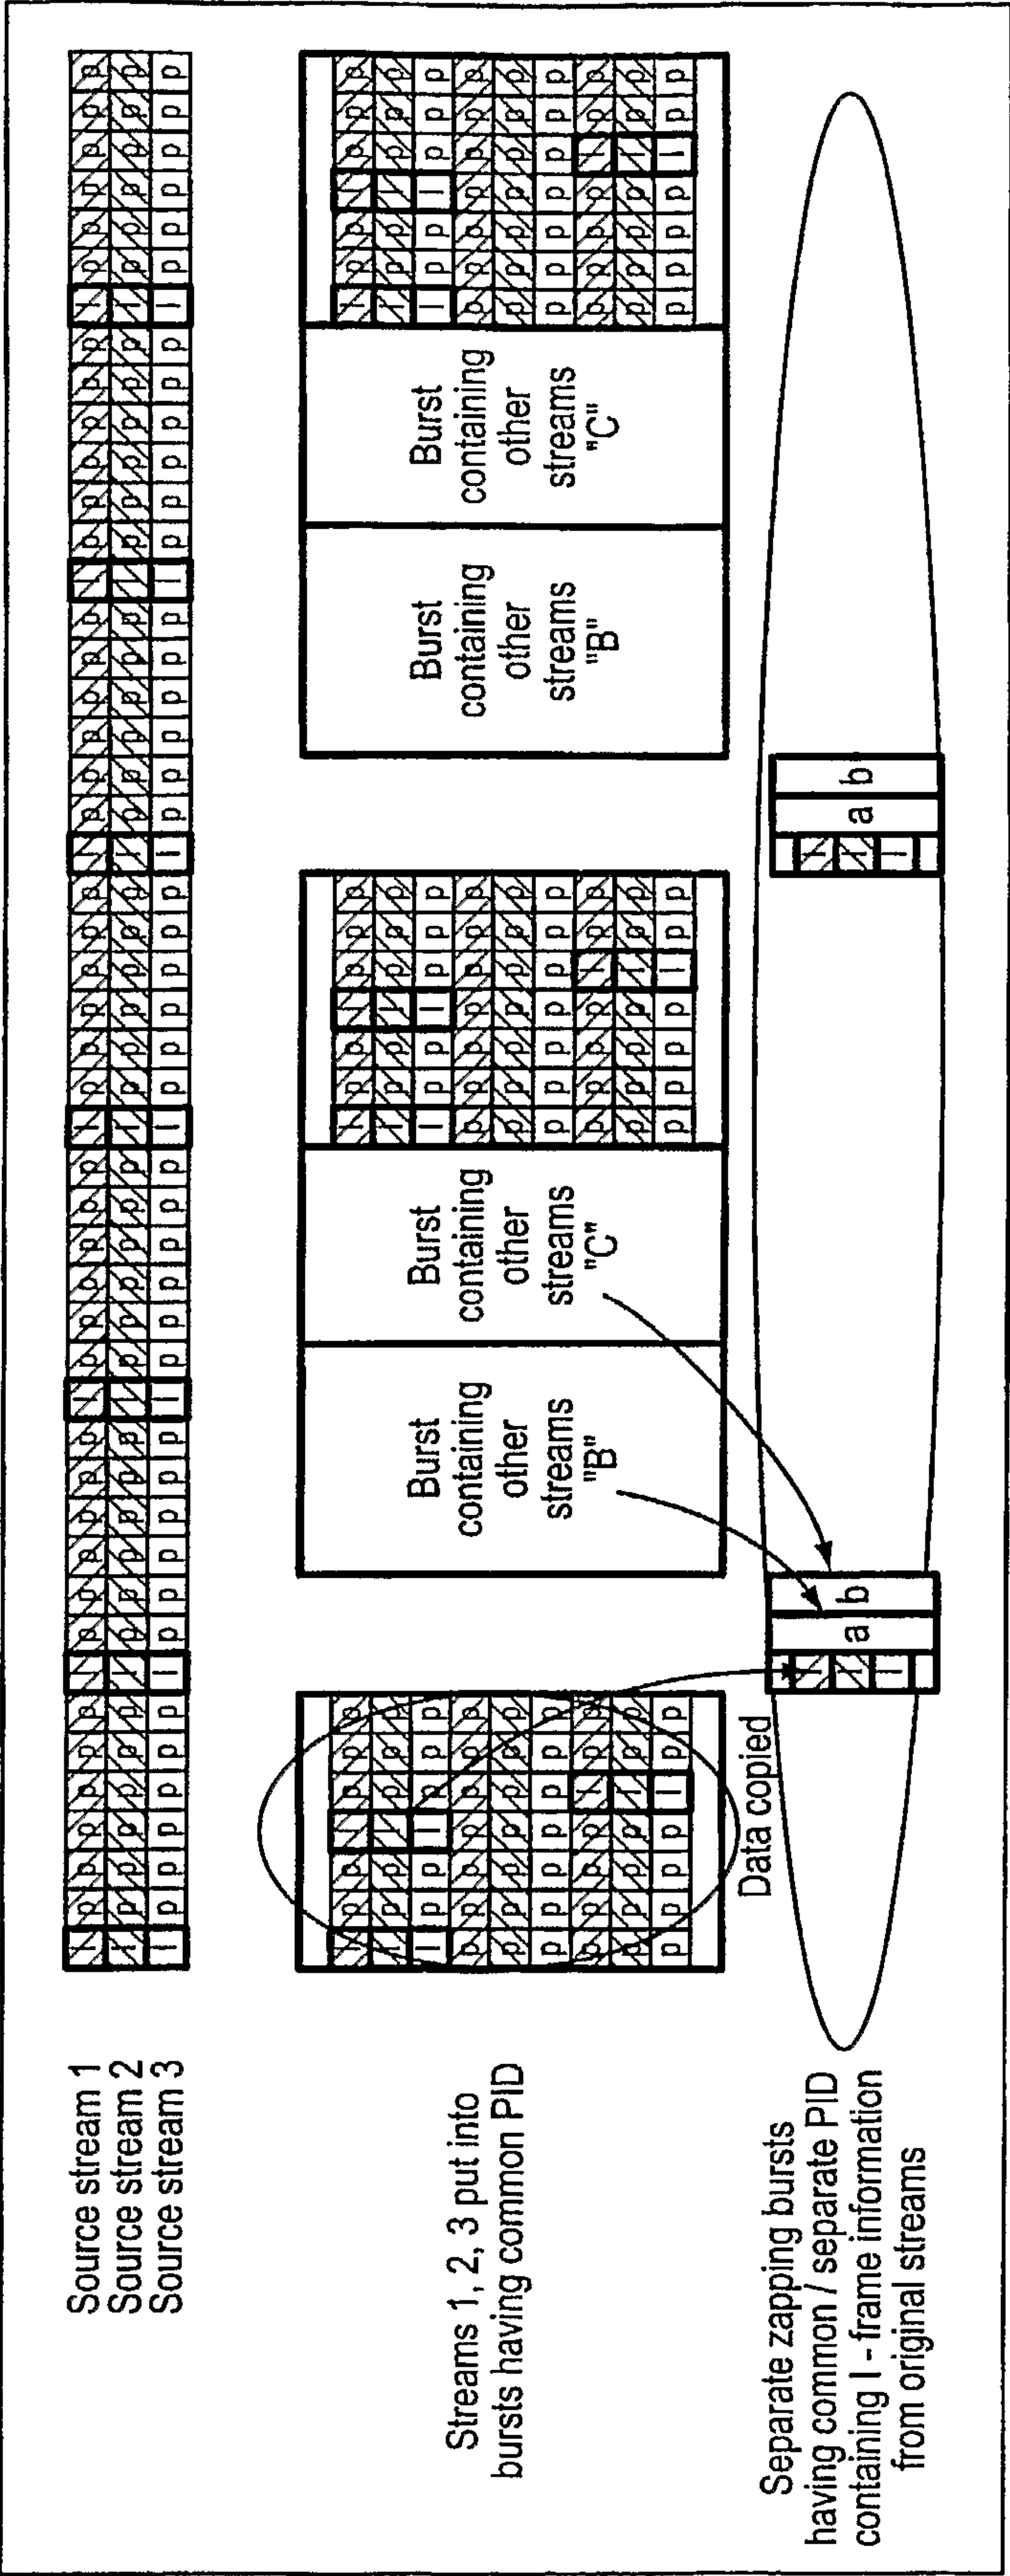 Source stream 1 I p p p p p p I p p p p p p I p p p p p p I p p p p p p I p p p p p p I p p p p p p I p p p p p p
Source stream 2 I p p p p p p I p p p p p p I p p p p p p I p p p p p p I p p p p p p I p p p p p p I p p p p p p
Source stream 3 I p p p p p p I p p p p p p I p p p p p p I p p p p p p I p p p p p p I p p p p p p I p p p p p p
Streams 1, 2, 3 put into
bursts having common PID
I p p I p p p
I p p I p p p
I p p I p p p
p p p p p p p
p p p p p p p
p p p p p p p
p p p p I p p
p p p p I p p
p p p p I p p
Burst
containing
other
streams
"B"
Burst
containing
other
streams
"C"
I p p I p p p
I p p I p p p
I p p I p p p
p p p p p p p
p p p p p p p
p p p p p p p
p p p p I p p
p p p p I p p
p p p p I p p
Burst
containing
other
streams
"B"
Burst
containing
other
streams
"C"
I p p I p p p
I p p I p p p
I p p I p p p
p p p p p p p
p p p p p p p
p p p p p p p
p p p p I p p
p p p p I p p
p p p p I p p
Data copied
Separate zapping bursts
having common / separate PID
containing I - frame information
from original streams
I
I
I
a b
I
I
I
a b